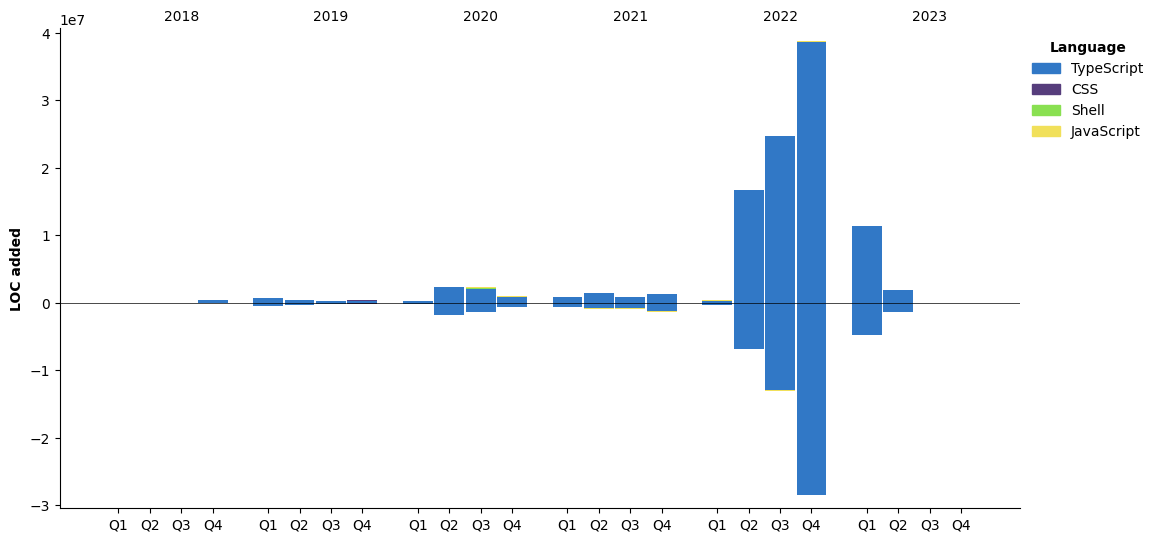 1e7
2018 2019 2020 2021 2022 2023
Language
TypeScript
CSS
Shell
JavaScript
LOC added
4
3
2
1
0
−1
−2
−3
Q1 Q2 Q3 Q4 Q1 Q2 Q3 Q4 Q1 Q2 Q3 Q4 Q1 Q2 Q3 Q4 Q1 Q2 Q3 Q4 Q1 Q2 Q3 Q4